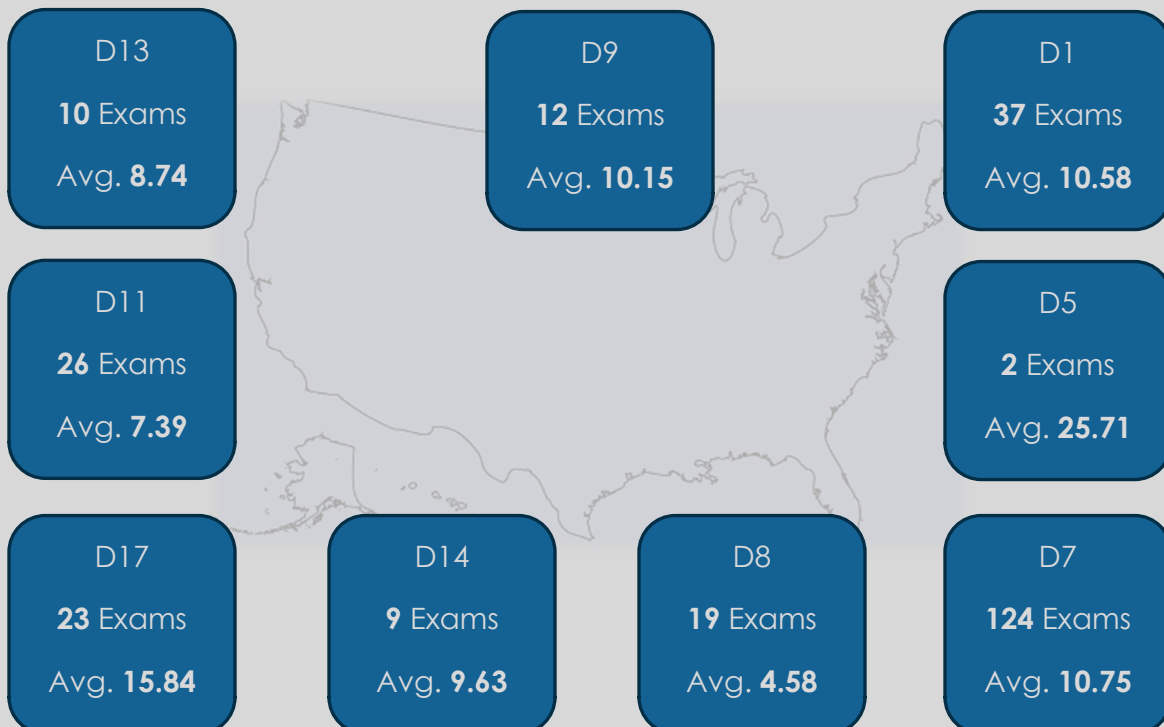 D13
10 Exams
Avg. 8.74
D9
12 Exams
Avg. 10.15
D1
37 Exams
Avg. 10.58
D11
26 Exams
Avg. 7.39
D5
2 Exams
Avg. 25.71
D17
23 Exams
Avg. 15.84
D14
9 Exams
Avg. 9.63
D8
19 Exams
Avg. 4.58
D7
124 Exams
Avg. 10.75